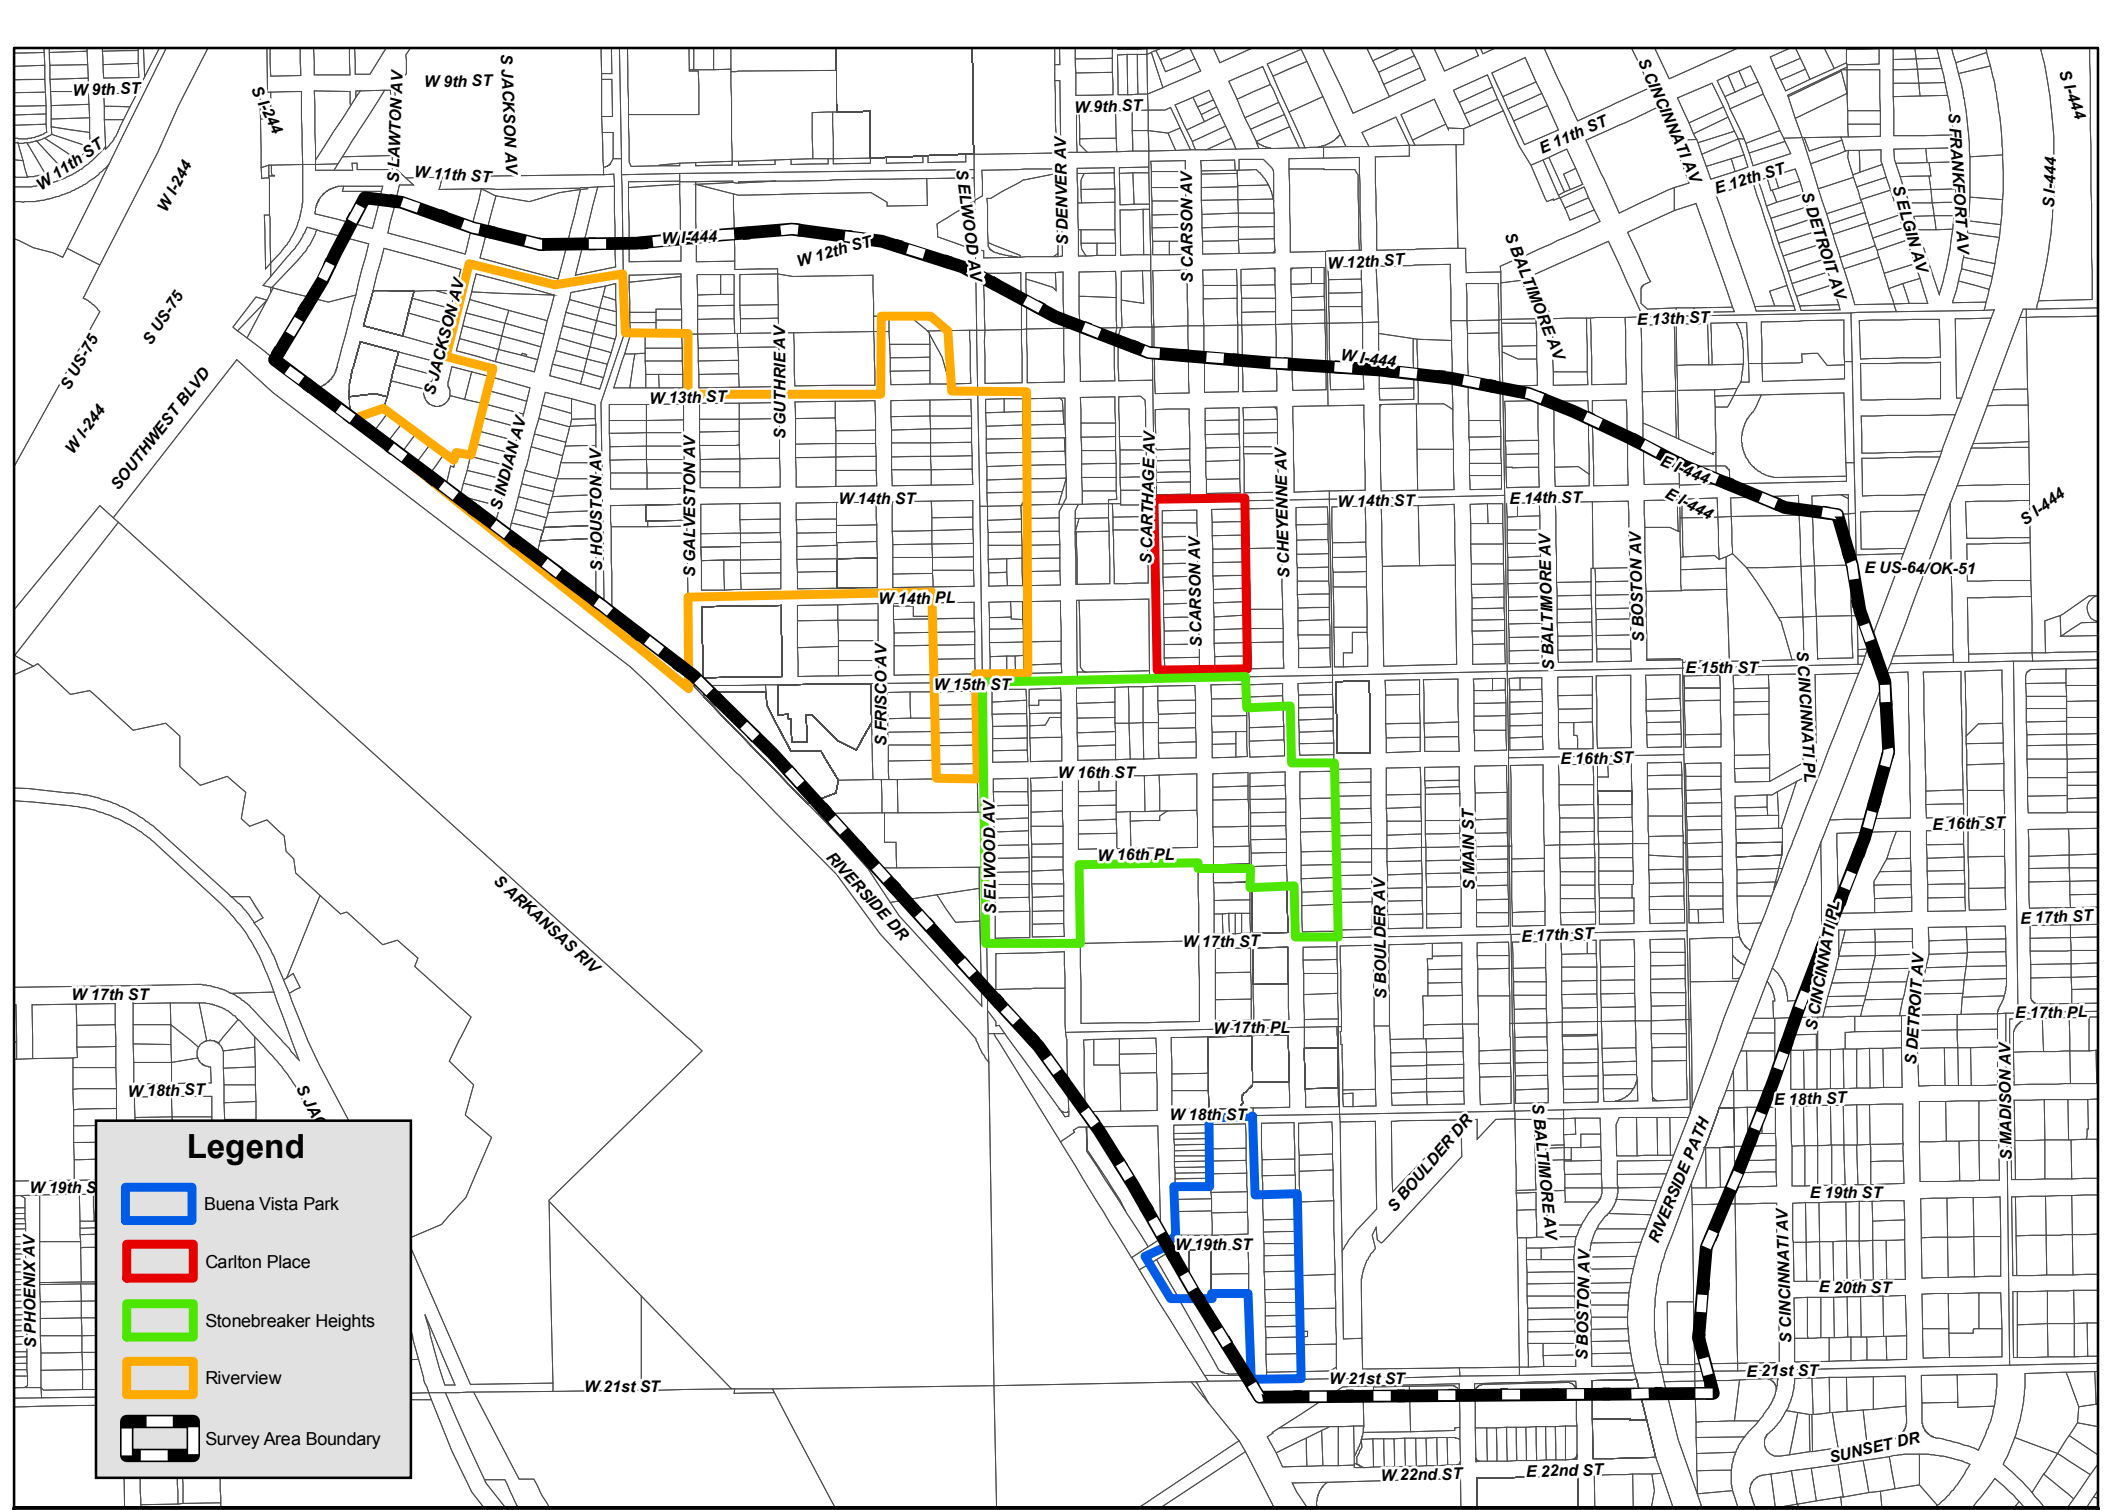 W 9th ST
W 9th ST
S JACKSON AV
S LAWTON AV
S I-244
W 9th ST
S CINCINNATI AV
E 11th ST
S I-444
S FRANKFORT AV
W 11th ST
W I-244
W 11th ST
S ELWOOD AV
S DENVER AV
S CARSON AV
E 12th ST
S DETROIT AV
S ELGIN AV
S I-444
W I-444
W 12th ST
W 12th ST
S BALTIMORE AV
S US-75
S US-75
S JACKSON AV
S GUTHRIE AV
E 13th ST
W I-444
W I-244
SOUTHWEST BLVD
W 13th ST
S INDIAN AV
S HOUSTON AV
S GALVESTON AV
W 14th ST
S CARTHAGE AV
S CHEYENNE AV
W 14th ST
E 14th ST
E I-444
E I-444
S I-444
S CARSON AV
S BALTIMORE AV
S BOSTON AV
E US-64/OK-51
W 14th PL
S FRISCO AV
W 15th ST
E 15th ST
S CINCINNATI PL
W 16th ST
E 16th ST
S ELWOOD AV
W 16th PL
S MAIN ST
E 16th ST
RIVERSIDE DR
S ARKANSAS RIV
S BOULDER AV
W 17th ST
E 17th ST
S CINCINNATI PL
S DETROIT AV
E 17th ST
W 17th ST
W 17th PL
E 17th PL
W 18th ST
S JAC
W 18th ST
S BOULDER DR
S BALTIMORE AV
RIVERSIDE PATH
E 18th ST
S MADISON AV
W 19th S
W 19th ST
E 19th ST
S PHOENIX AV
S BOSTON AV
S CINCINNATI AV
E 20th ST
W 21st ST
W 21st ST
E 21st ST
W 22nd ST
E 22nd ST
SUNSET DR
Legend
Buena Vista Park
Carlton Place
Stonebreaker Heights
Riverview
Survey Area Boundary